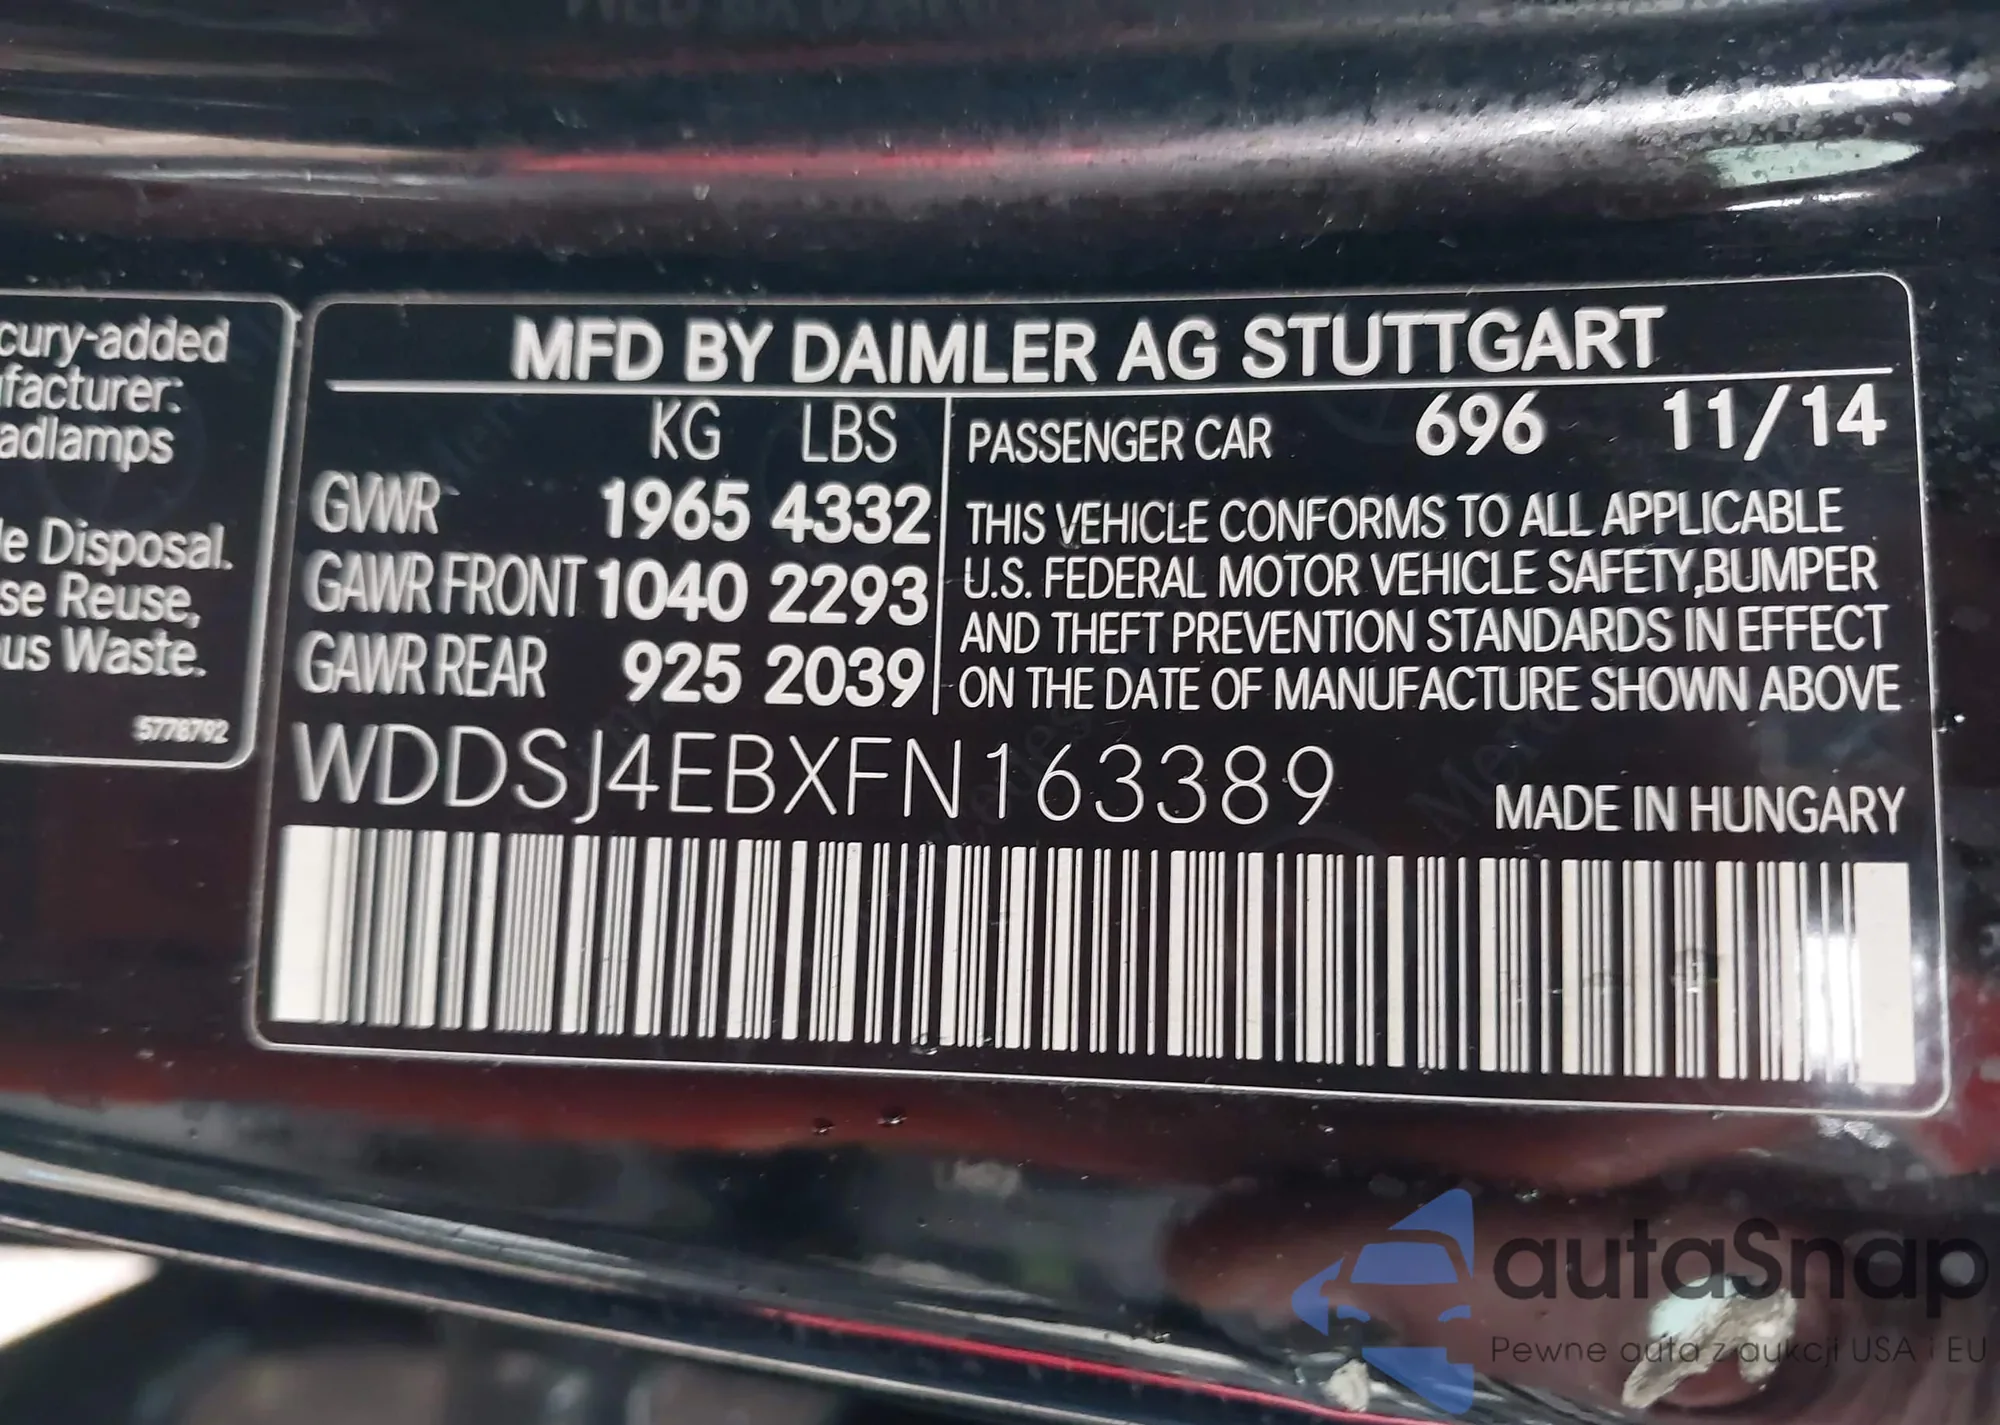 cury-added
facturer:
adlamps
e Disposal.
se Reuse,
us Waste.
5778792
MFD BY DAIMLER AG STUTTGART
KG LBS
GVWR 1965 4332
GAWR FRONT 1040 2293
GAWR REAR 925 2039
PASSENGER CAR 696 11/14
THIS VEHICLE CONFORMS TO ALL APPLICABLE
U.S. FEDERAL MOTOR VEHICLE SAFETY,BUMPER
AND THEFT PREVENTION STANDARDS IN EFFECT
ON THE DATE OF MANUFACTURE SHOWN ABOVE
WDDSJ4EBXFN163389
MADE IN HUNGARY
autaSnap
Pewne auta z aukcji USA i EU